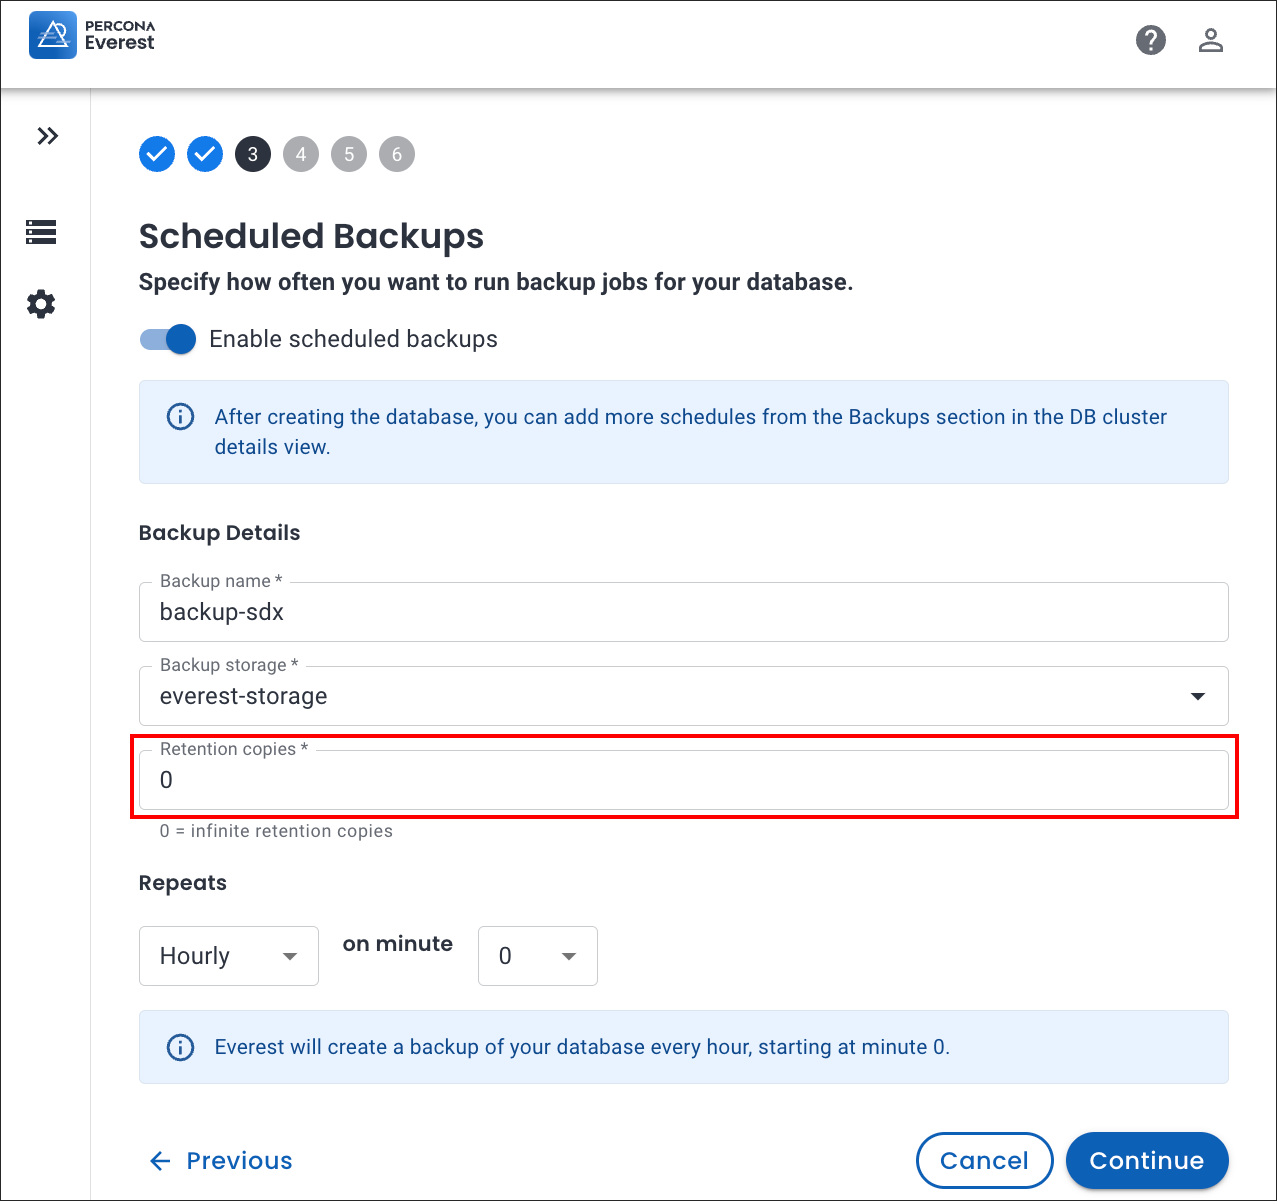 PERCONA
Everest
?
3 4 5 6
Scheduled Backups
Specify how often you want to run backup jobs for your database.
Enable scheduled backups
After creating the database, you can add more schedules from the Backups section in the DB cluster
details view.
Backup Details
Backup name *
backup-sdx
Backup storage *
everest-storage
Retention copies *
0
0 = infinite retention copies
Repeats
Hourly on minute 0
Everest will create a backup of your database every hour, starting at minute 0.
Previous Cancel Continue